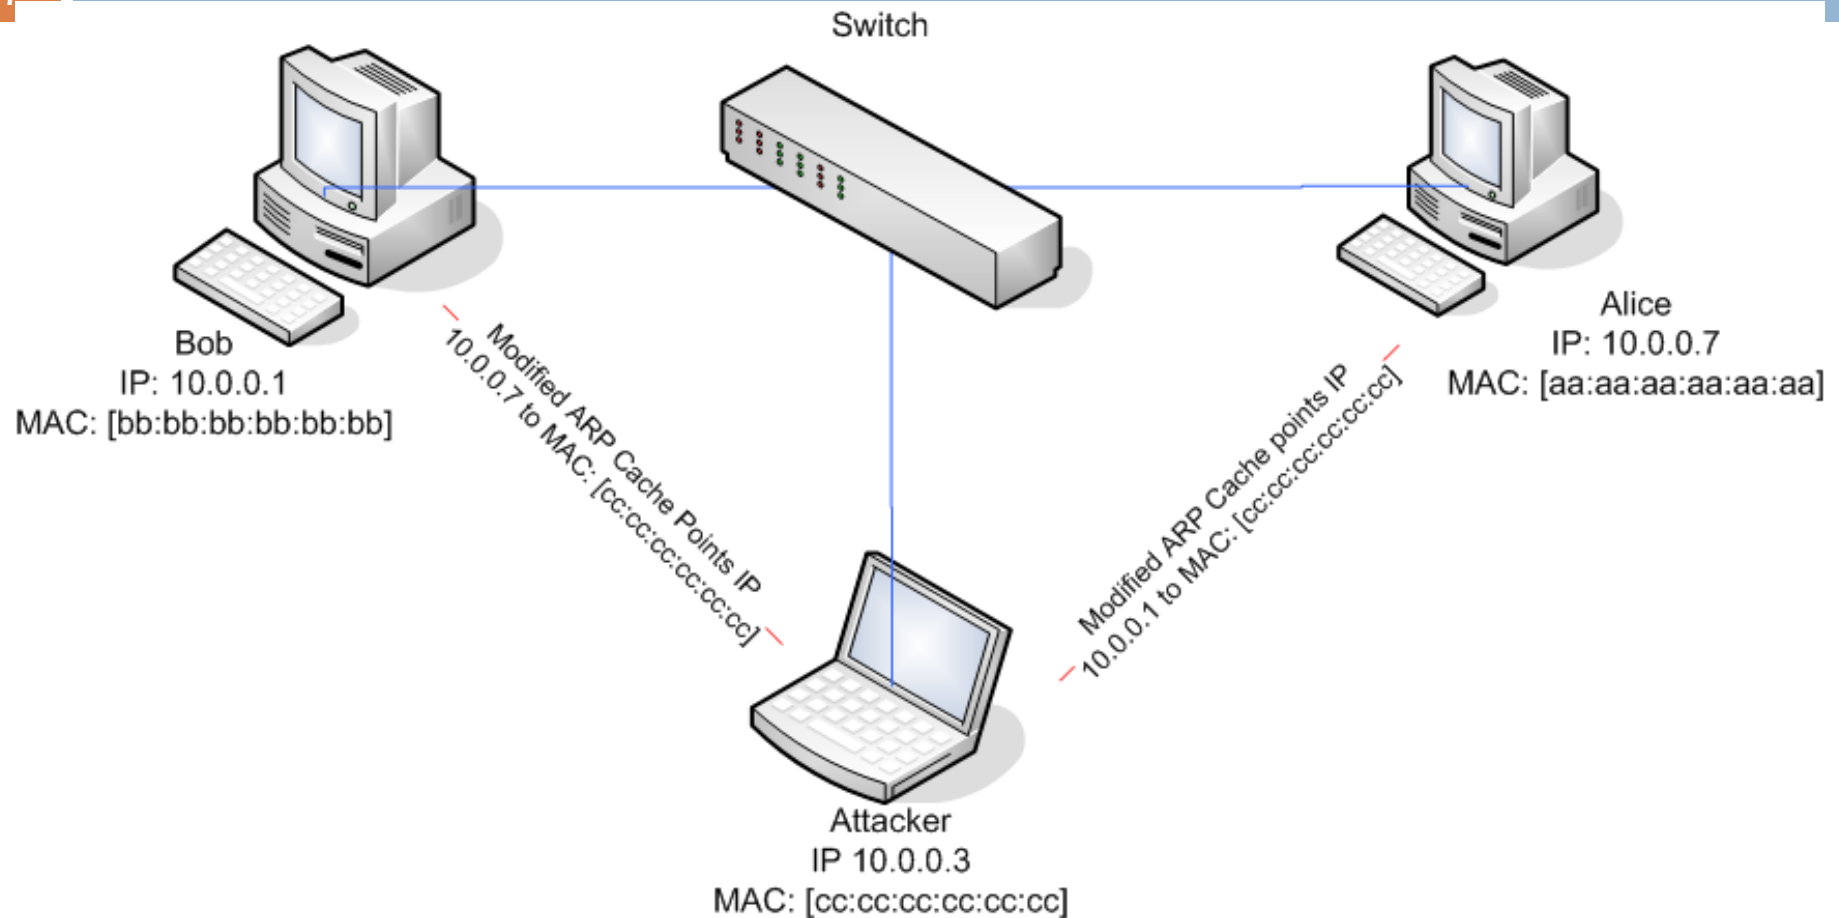 Switch
Bob
IP: 10.0.0.1
MAC: [bb:bb:bb:bb:bb:bb]
Alice
IP: 10.0.0.7
MAC: [aa:aa:aa:aa:aa:aa]
Modified ARP Cache Points IP
10.0.0.7 to MAC: [cc:cc:cc:cc:cc:cc]
Modified ARP Cache points IP
10.0.0.1 to MAC: [cc:cc:cc:cc:cc:cc]
Attacker
IP 10.0.0.3
MAC: [cc:cc:cc:cc:cc:cc]